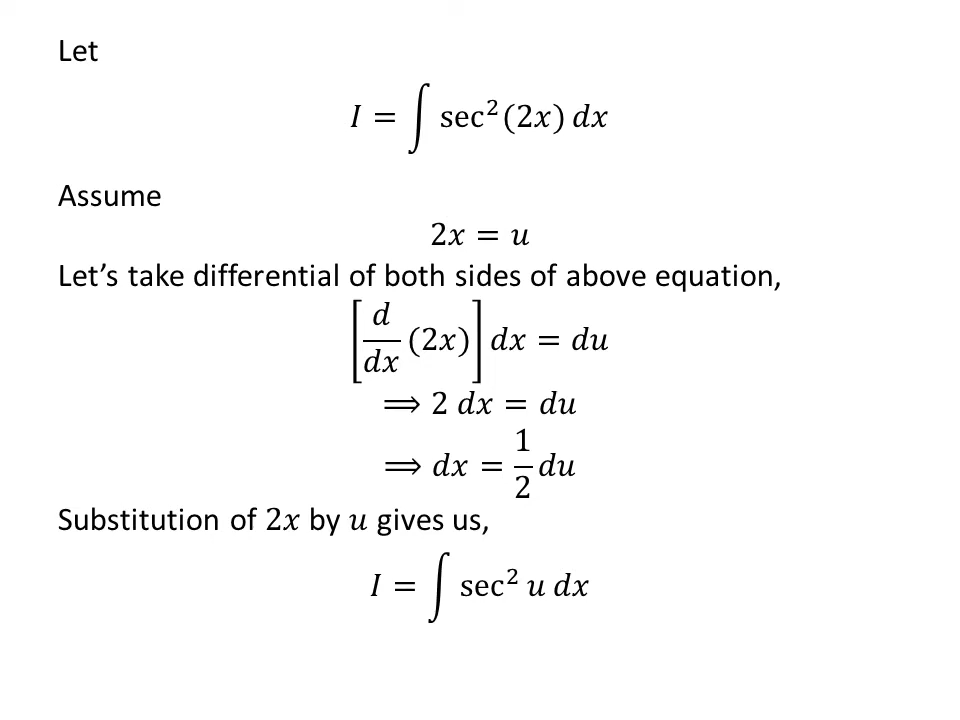 Let
𝐼 = ∫ sec²(2𝑥) 𝑑𝑥
Assume
2𝑥 = 𝑢
Let’s take differential of both sides of above equation,
[𝑑/𝑑𝑥 (2𝑥)] 𝑑𝑥 = 𝑑𝑢
⟹ 2 𝑑𝑥 = 𝑑𝑢
⟹ 𝑑𝑥 = 1/2 𝑑𝑢
Substitution of 2𝑥 by 𝑢 gives us,
𝐼 = ∫ sec² 𝑢 𝑑𝑥